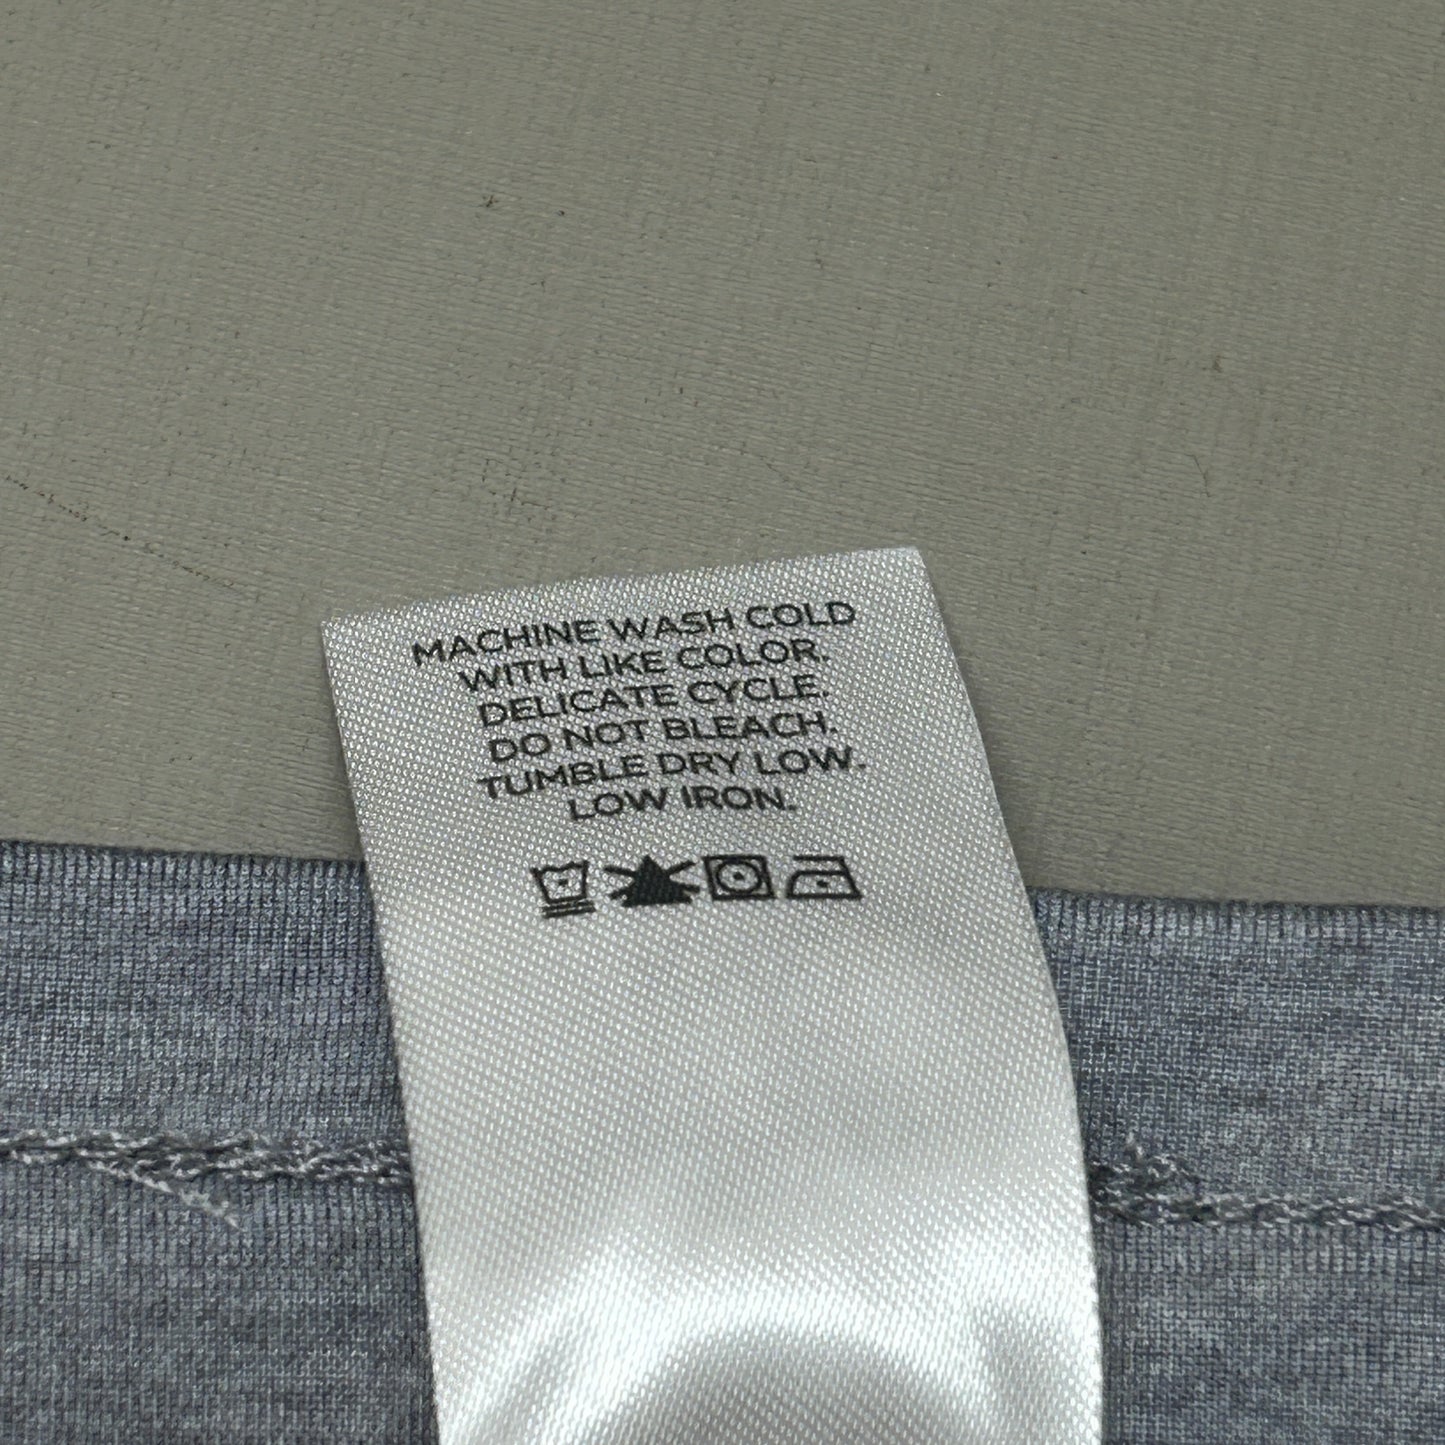 MACHINE WASH COLD
WITH LIKE COLOR.
DELICATE CYCLE.
DO NOT BLEACH.
TUMBLE DRY LOW.
LOW IRON.